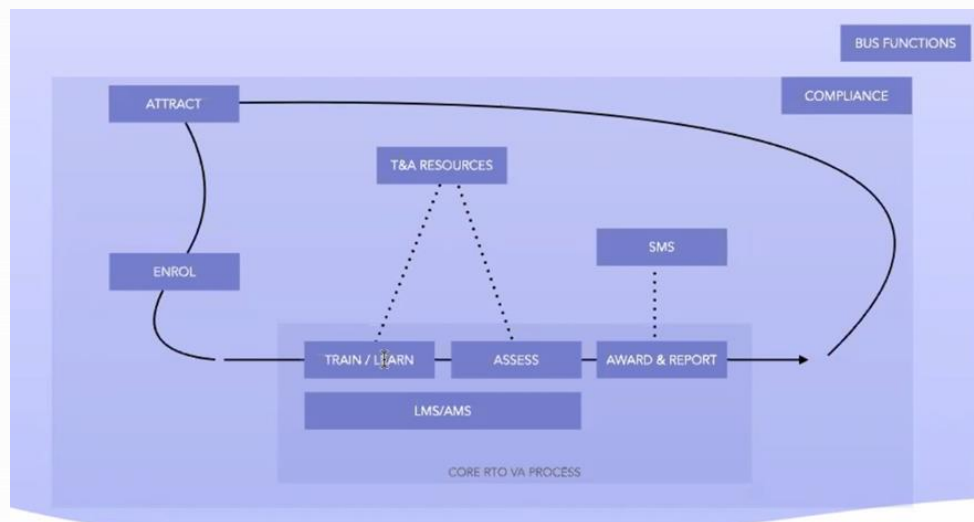 BUS FUNCTIONS
COMPLIANCE
ATTRACT
T&A RESOURCES
SMS
ENROL
TRAIN / LEARN
ASSESS
AWARD & REPORT
LMS/AMS
CORE RTO VA PROCESS